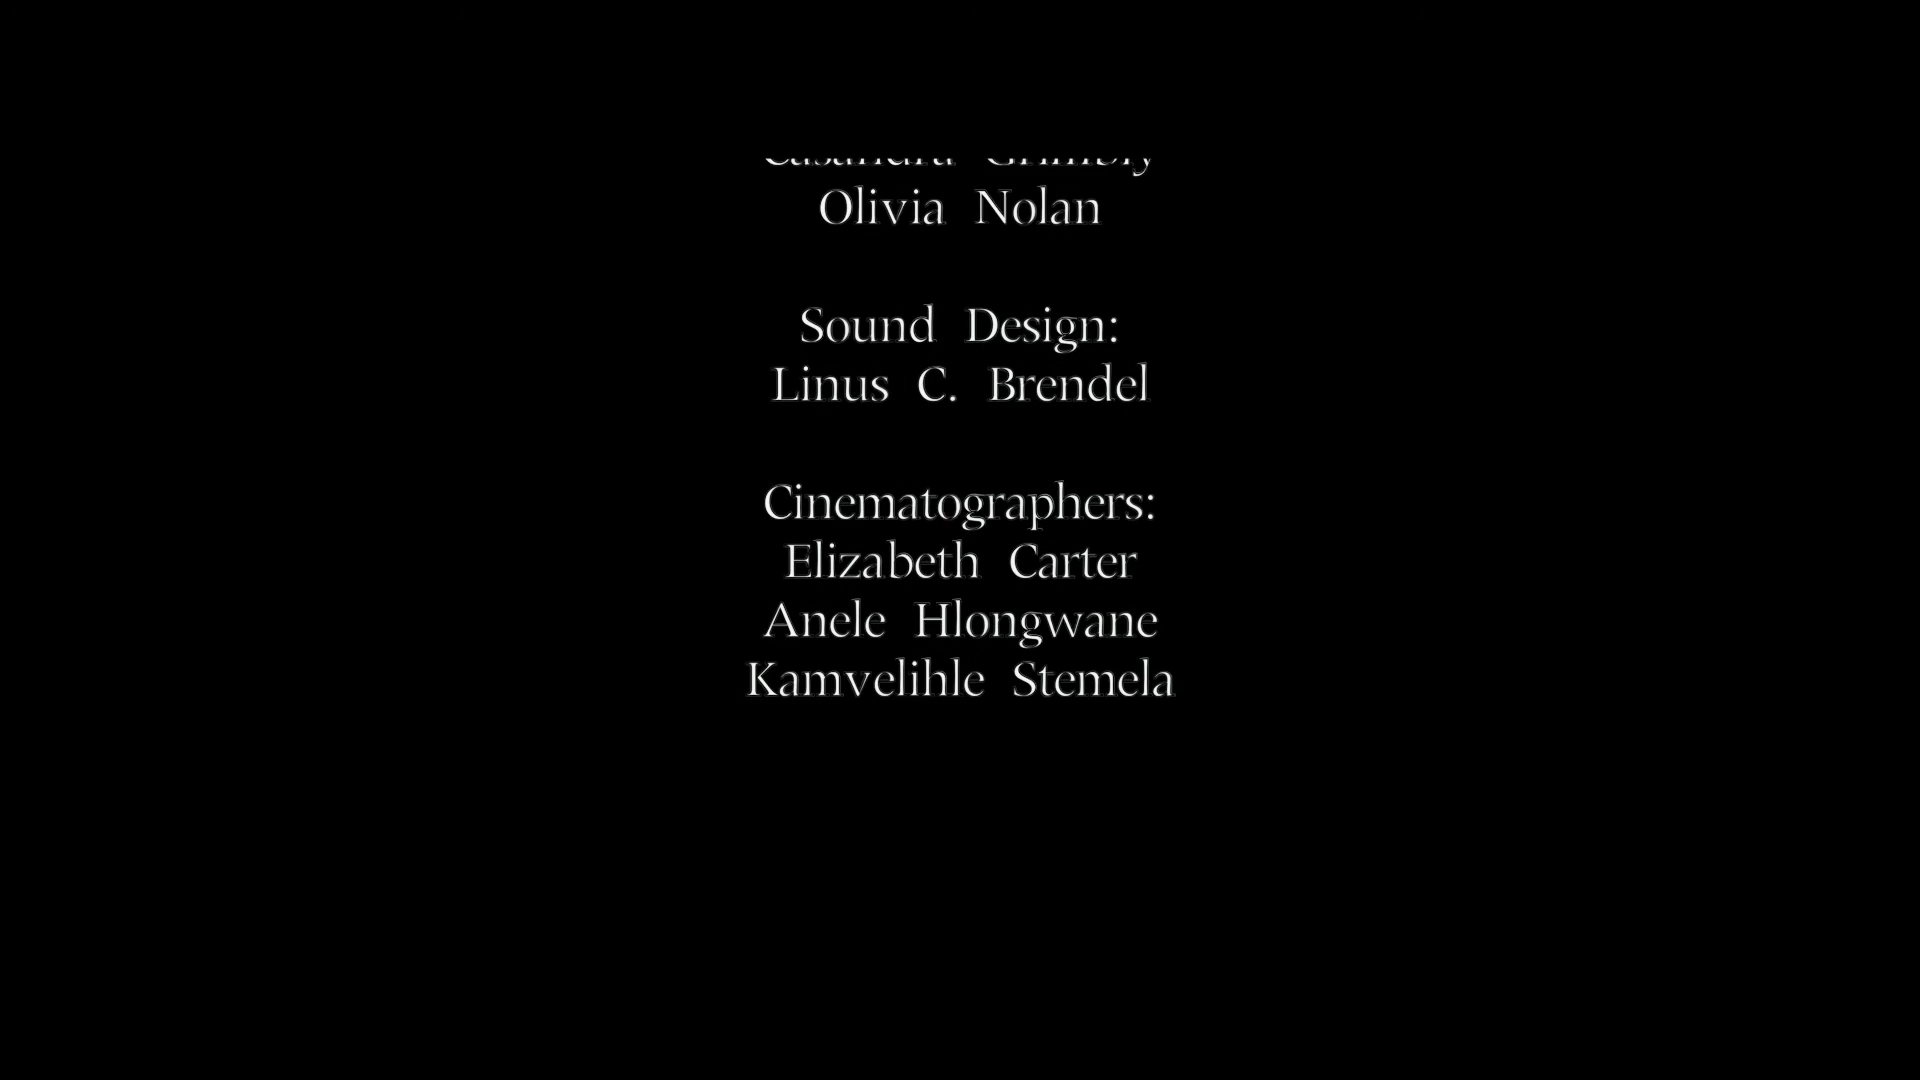 Olivia Nolan
Sound Design:
Linus C. Brendel
Cinematographers:
Elizabeth Carter
Anele Hlongwane
Kamvelihle Stemela